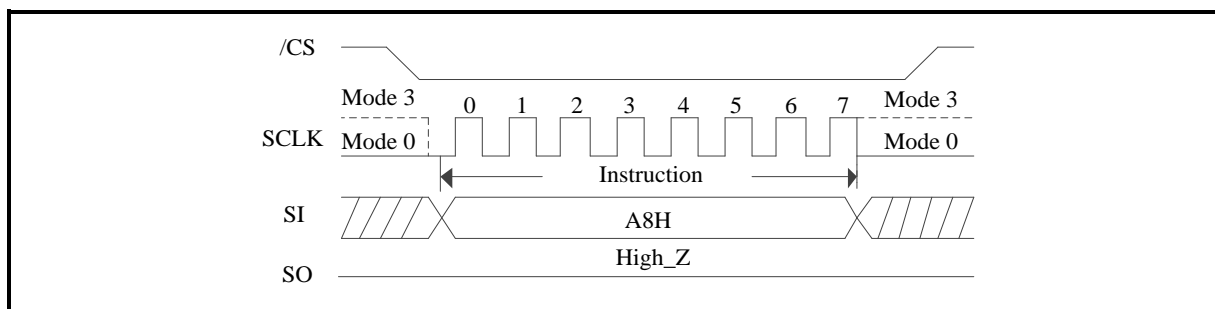 /CS
Mode 3 0 1 2 3 4 5 6 7 Mode 3
SCLK Mode 0 Mode 0
Instruction
SI A8H
High_Z
SO